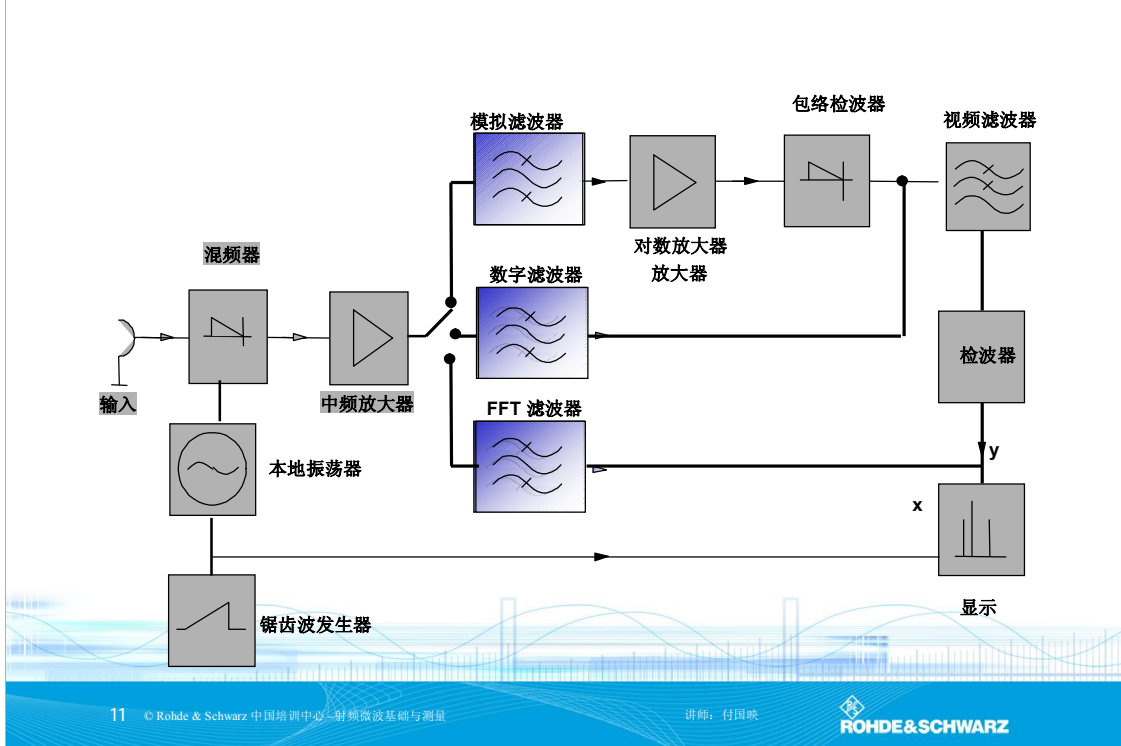 包络检波器
模拟滤波器
视频滤波器
对数放大器
放大器
混频器
数字滤波器
检波器
输入
中频放大器
FFT 滤波器
y
本地振荡器
x
显示
锯齿波发生器
11 © Rohde & Schwarz 中国培训中心–射频微波基础与测量
讲师：付国映
ROHDE&SCHWARZ